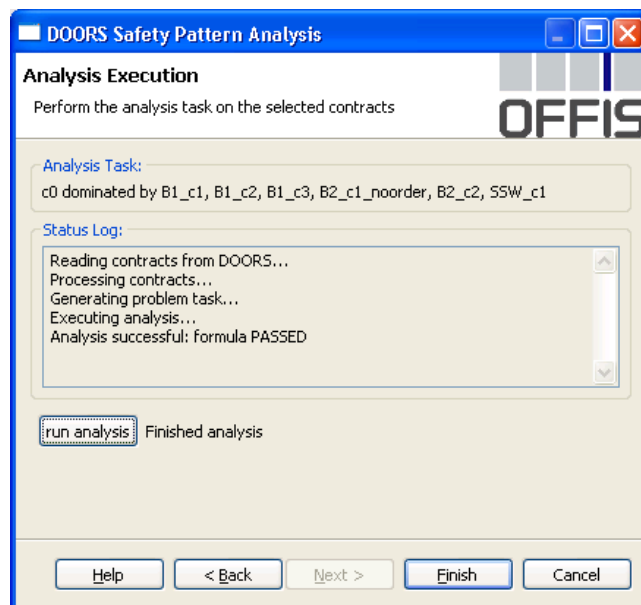 DOORS Safety Pattern Analysis
Analysis Execution
Perform the analysis task on the selected contracts
OFFIS
Analysis Task:
c0 dominated by B1_c1, B1_c2, B1_c3, B2_c1_noorder, B2_c2, SSW_c1
Status Log:
Reading contracts from DOORS...
Processing contracts...
Generating problem task...
Executing analysis...
Analysis successful: formula PASSED
run analysis Finished analysis
Help < Back Next > Finish Cancel